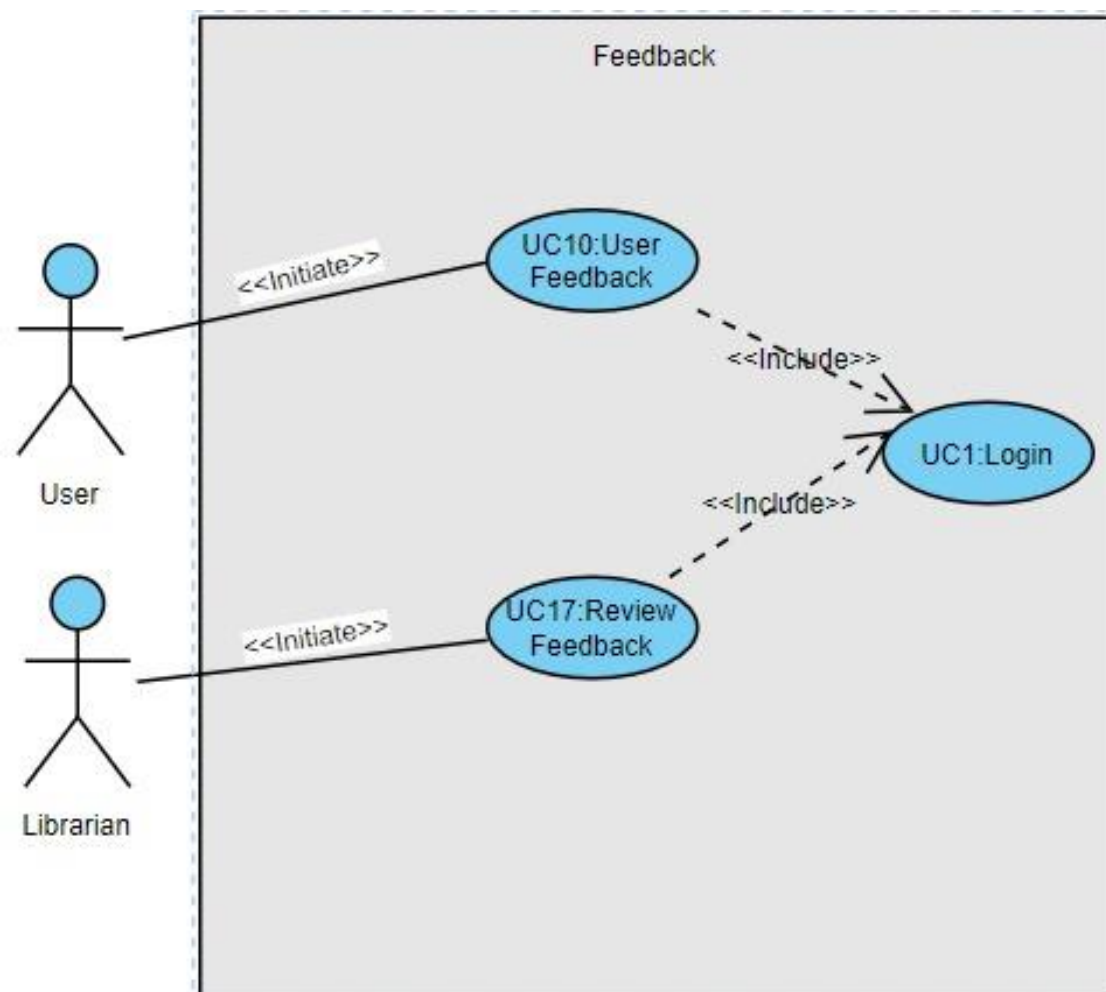 Feedback
UC10:User
Feedback
<<Initiate>>
<<Include>>
UC1:Login
User
<<Include>>
UC17:Review
Feedback
<<Initiate>>
Librarian